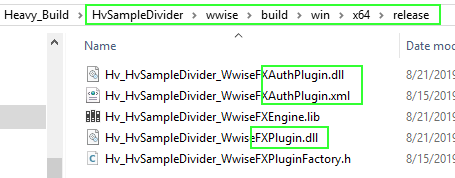 Heavy_Build > HvSampleDivider > wwise > build > win > x64 > release
Name Date mod
Hv_HvSampleDivider_WwiseFXAuthPlugin.dll 8/21/2019
Hv_HvSampleDivider_WwiseFXAuthPlugin.xml 8/15/2019
Hv_HvSampleDivider_WwiseFXEngine.lib 8/21/2019
Hv_HvSampleDivider_WwiseFXPlugin.dll 8/21/2019
Hv_HvSampleDivider_WwiseFXPluginFactory.h 8/15/2019